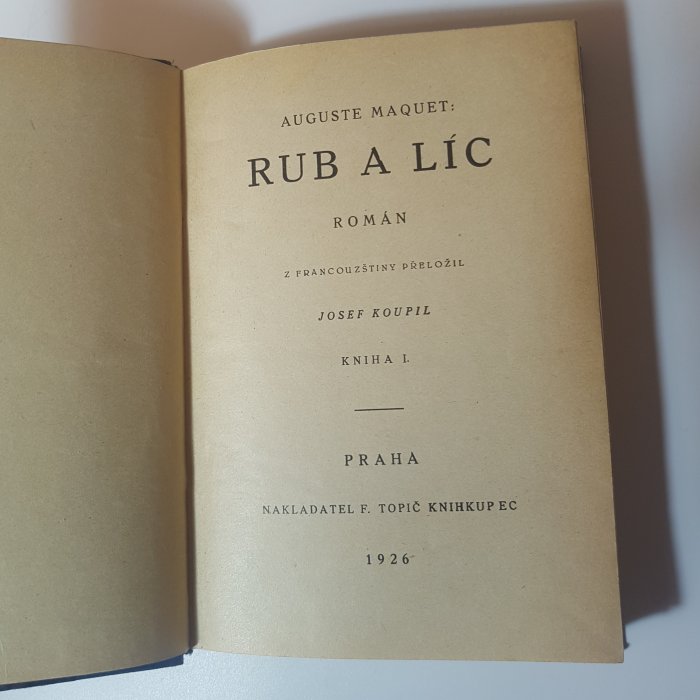 AUGUSTE MAQUET:
RUB A LÍC
ROMÁN
Z FRANCOUZŠTINY PŘELOŽIL
JOSEF KOUPIL
KNIHA I.
PRAHA
NAKLADATEL F. TOPIČ KNIHKUPEC
1926